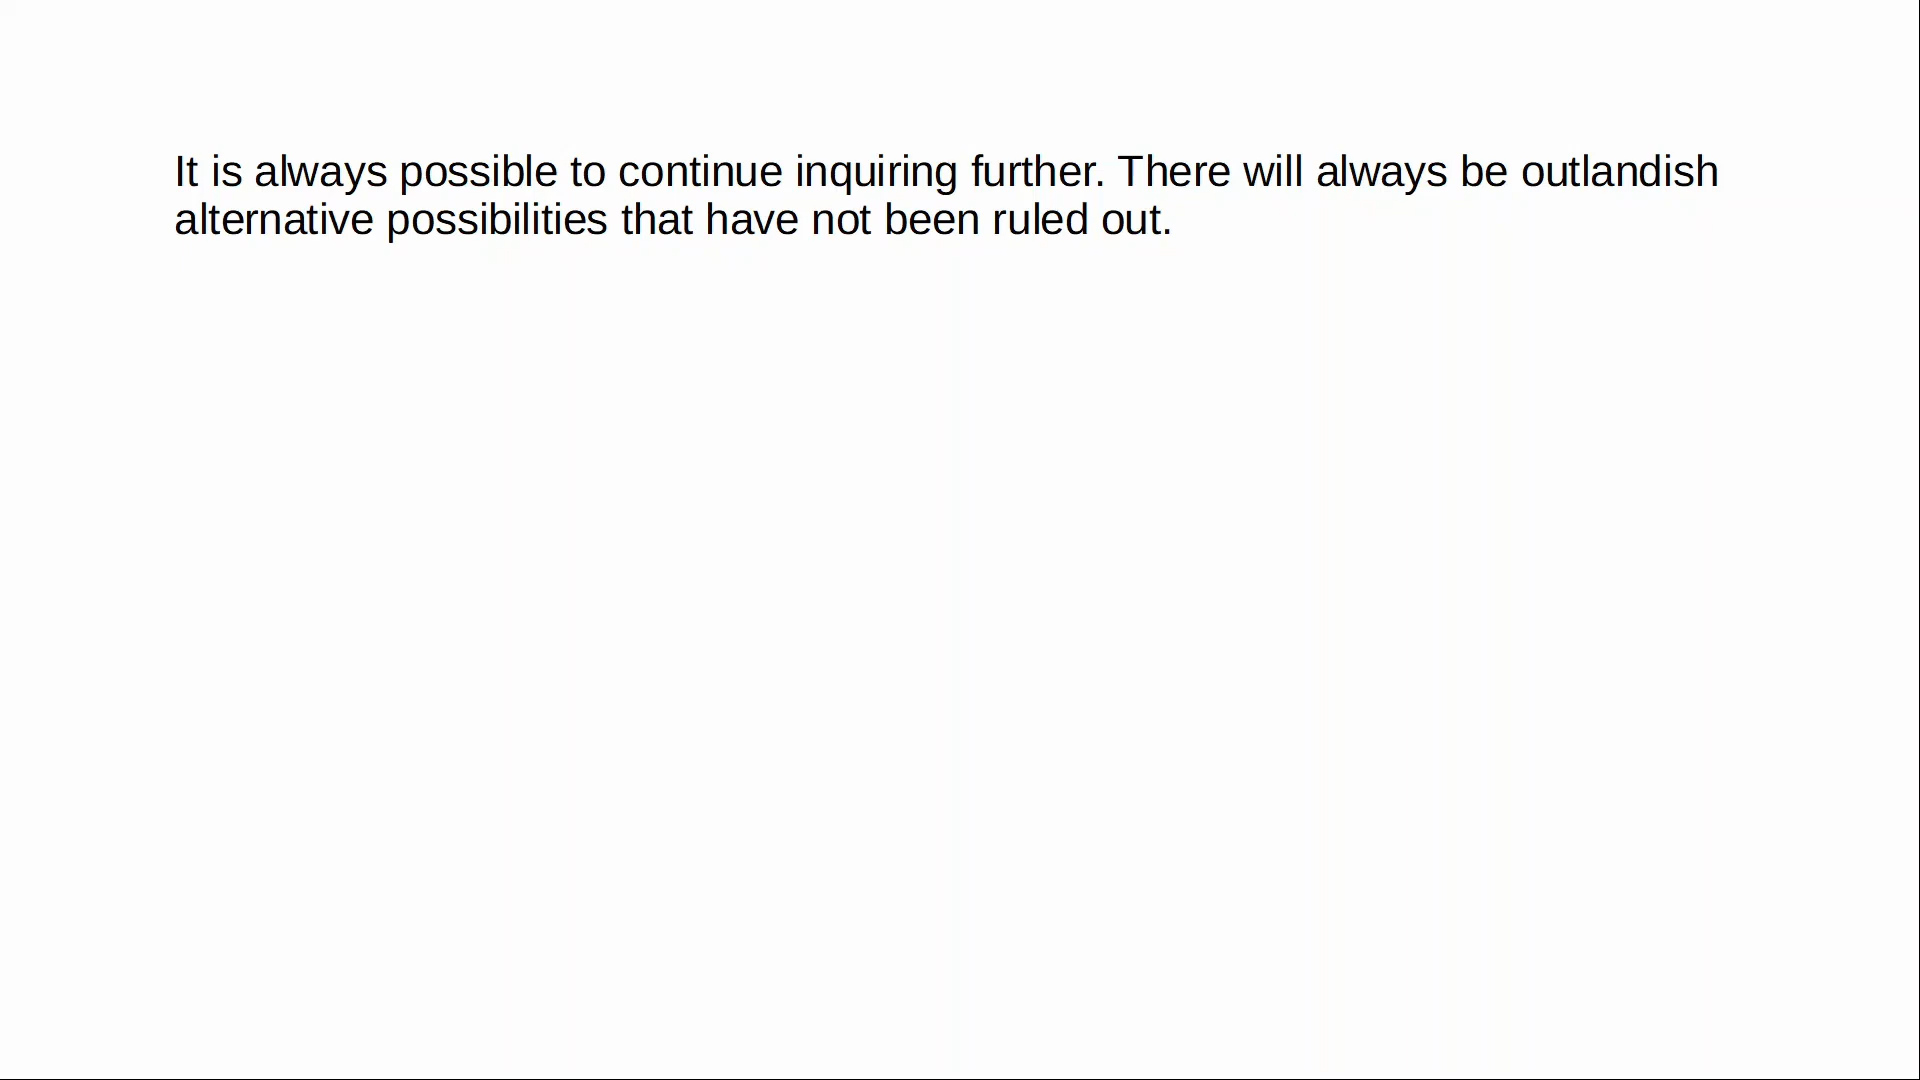 It is always possible to continue inquiring further. There will always be outlandish
alternative possibilities that have not been ruled out.